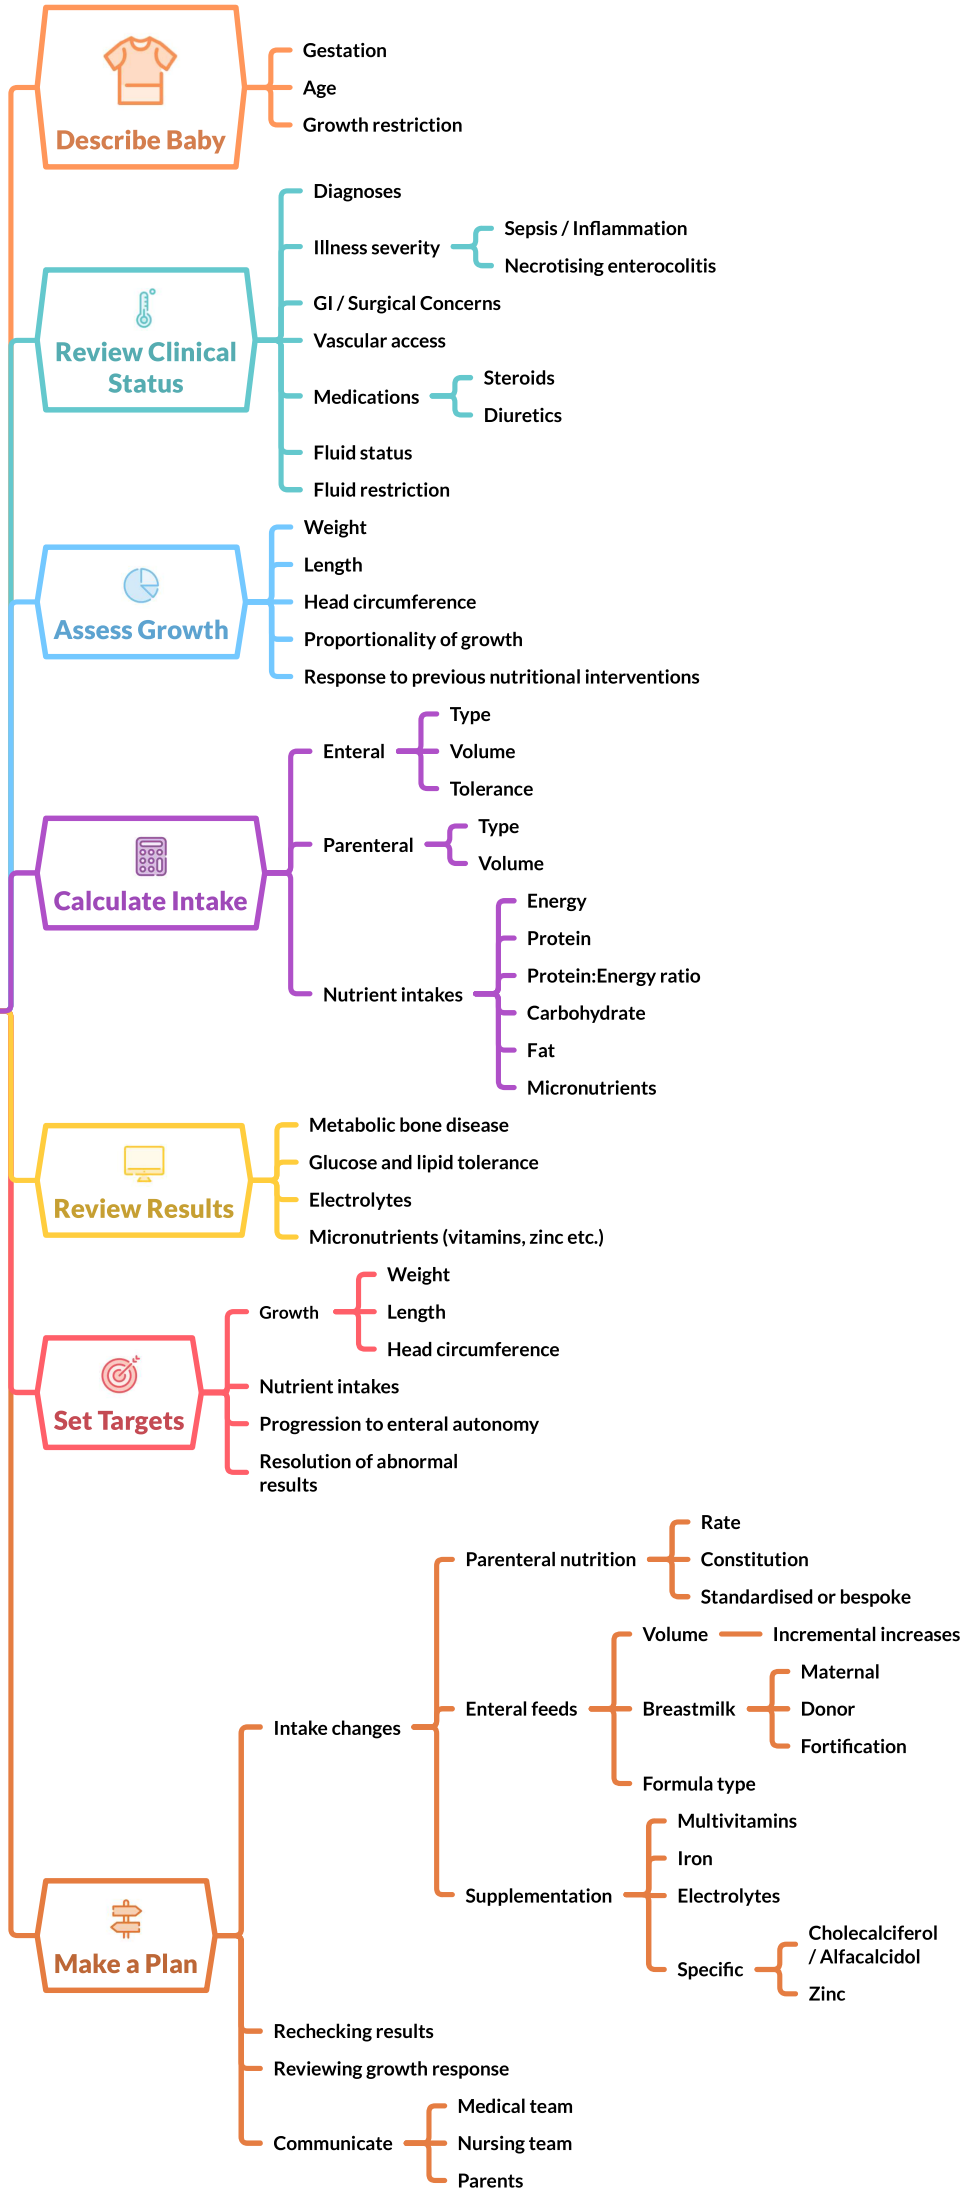 Describe Baby
Gestation
Age
Growth restriction
Review Clinical
Status
Diagnoses
Illness severity
Sepsis / Inflammation
Necrotising enterocolitis
GI / Surgical Concerns
Vascular access
Medications
Steroids
Diuretics
Fluid status
Fluid restriction
Assess Growth
Weight
Length
Head circumference
Proportionality of growth
Response to previous nutritional interventions
Calculate Intake
Enteral
Type
Volume
Tolerance
Parenteral
Type
Volume
Nutrient intakes
Energy
Protein
Protein:Energy ratio
Carbohydrate
Fat
Micronutrients
Review Results
Metabolic bone disease
Glucose and lipid tolerance
Electrolytes
Micronutrients (vitamins, zinc etc.)
Set Targets
Growth
Weight
Length
Head circumference
Nutrient intakes
Progression to enteral autonomy
Resolution of abnormal
results
Make a Plan
Intake changes
Parenteral nutrition
Rate
Constitution
Standardised or bespoke
Enteral feeds
Volume
Incremental increases
Breastmilk
Maternal
Donor
Fortification
Formula type
Supplementation
Multivitamins
Iron
Electrolytes
Specific
Cholecalciferol
/ Alfacalcidol
Zinc
Rechecking results
Reviewing growth response
Communicate
Medical team
Nursing team
Parents